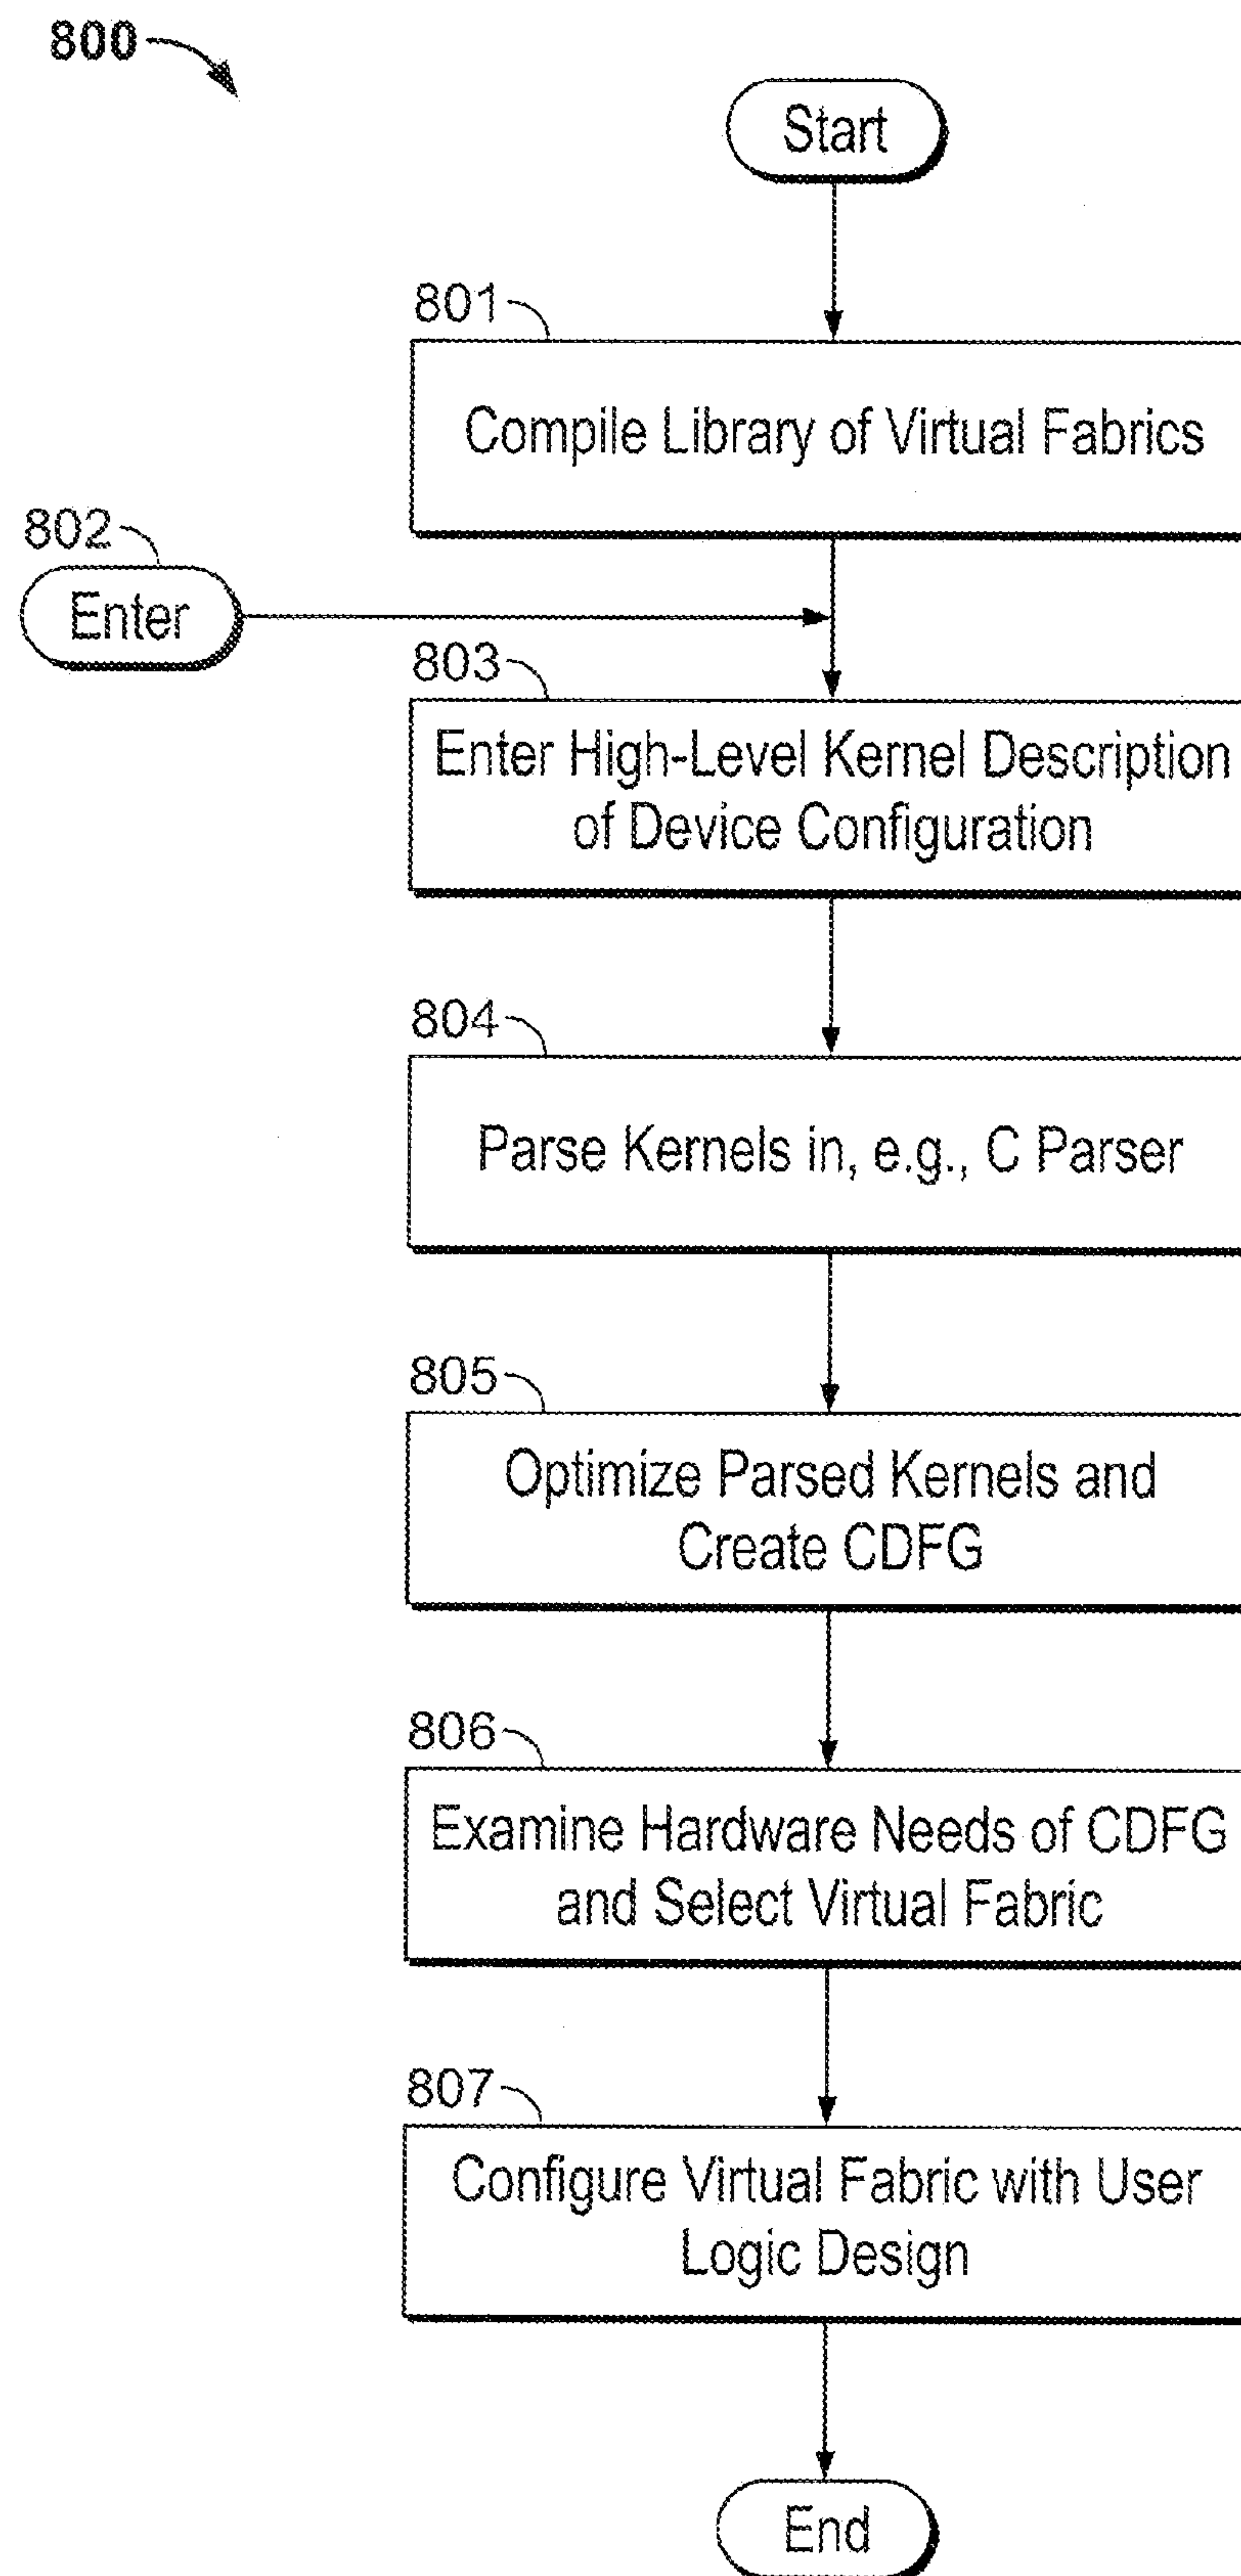 800
Start
801
Compile Library of Virtual Fabrics
802
Enter
803
Enter High-Level Kernel Description
of Device Configuration
804
Parse Kernels in, e.g., C Parser
805
Optimize Parsed Kernels and
Create CDFG
806
Examine Hardware Needs of CDFG
and Select Virtual Fabric
807
Configure Virtual Fabric with User
Logic Design
End